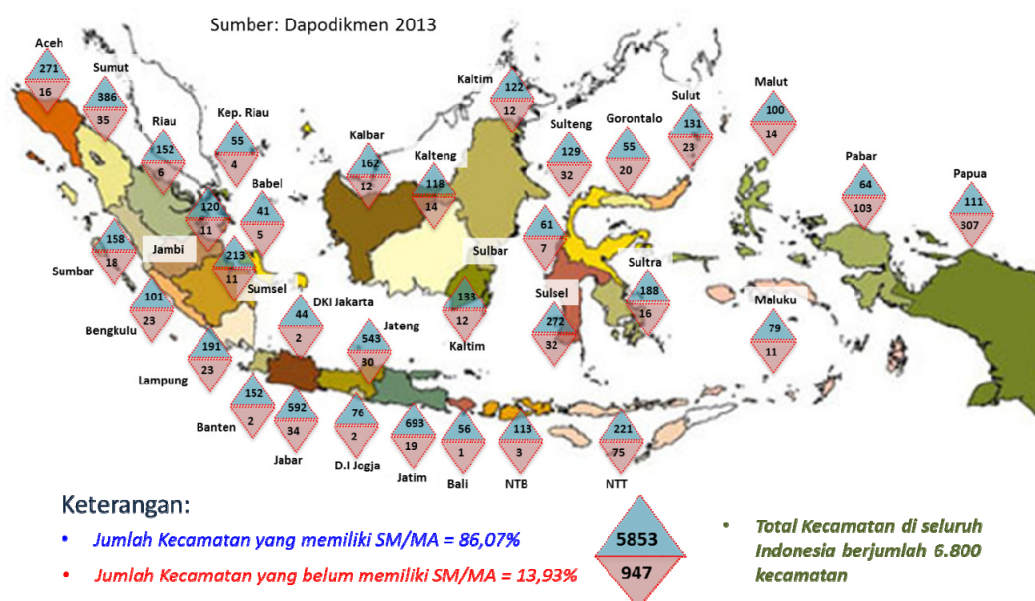 Sumber: Dapodikmen 2013
Aceh
271
16
Sumut
386
35
Riau
152
6
Kep. Riau
55
4
Babel
41
5
120
11
Jambi
158
18
Sumbar
213
11
Sumsel
101
23
Bengkulu
191
23
Lampung
DKI Jakarta
44
2
Jateng
543
30
152
2
Banten
592
34
Jabar
76
2
D.I Jogja
693
19
Jatim
56
1
Bali
113
3
NTB
221
75
NTT
Kalbar
162
12
Kalteng
118
14
Kaltim
122
12
133
12
Kaltim
Sulteng
129
32
Gorontalo
55
20
Sulut
131
23
Malut
100
14
Sulbar
61
7
Sulsel
272
32
Sultra
188
16
Maluku
79
11
Pabar
64
103
Papua
111
307
Keterangan:
• Jumlah Kecamatan yang memiliki SM/MA = 86,07%
• Jumlah Kecamatan yang belum memiliki SM/MA = 13,93%
5853
947
• Total Kecamatan di seluruh
Indonesia berjumlah 6.800
kecamatan